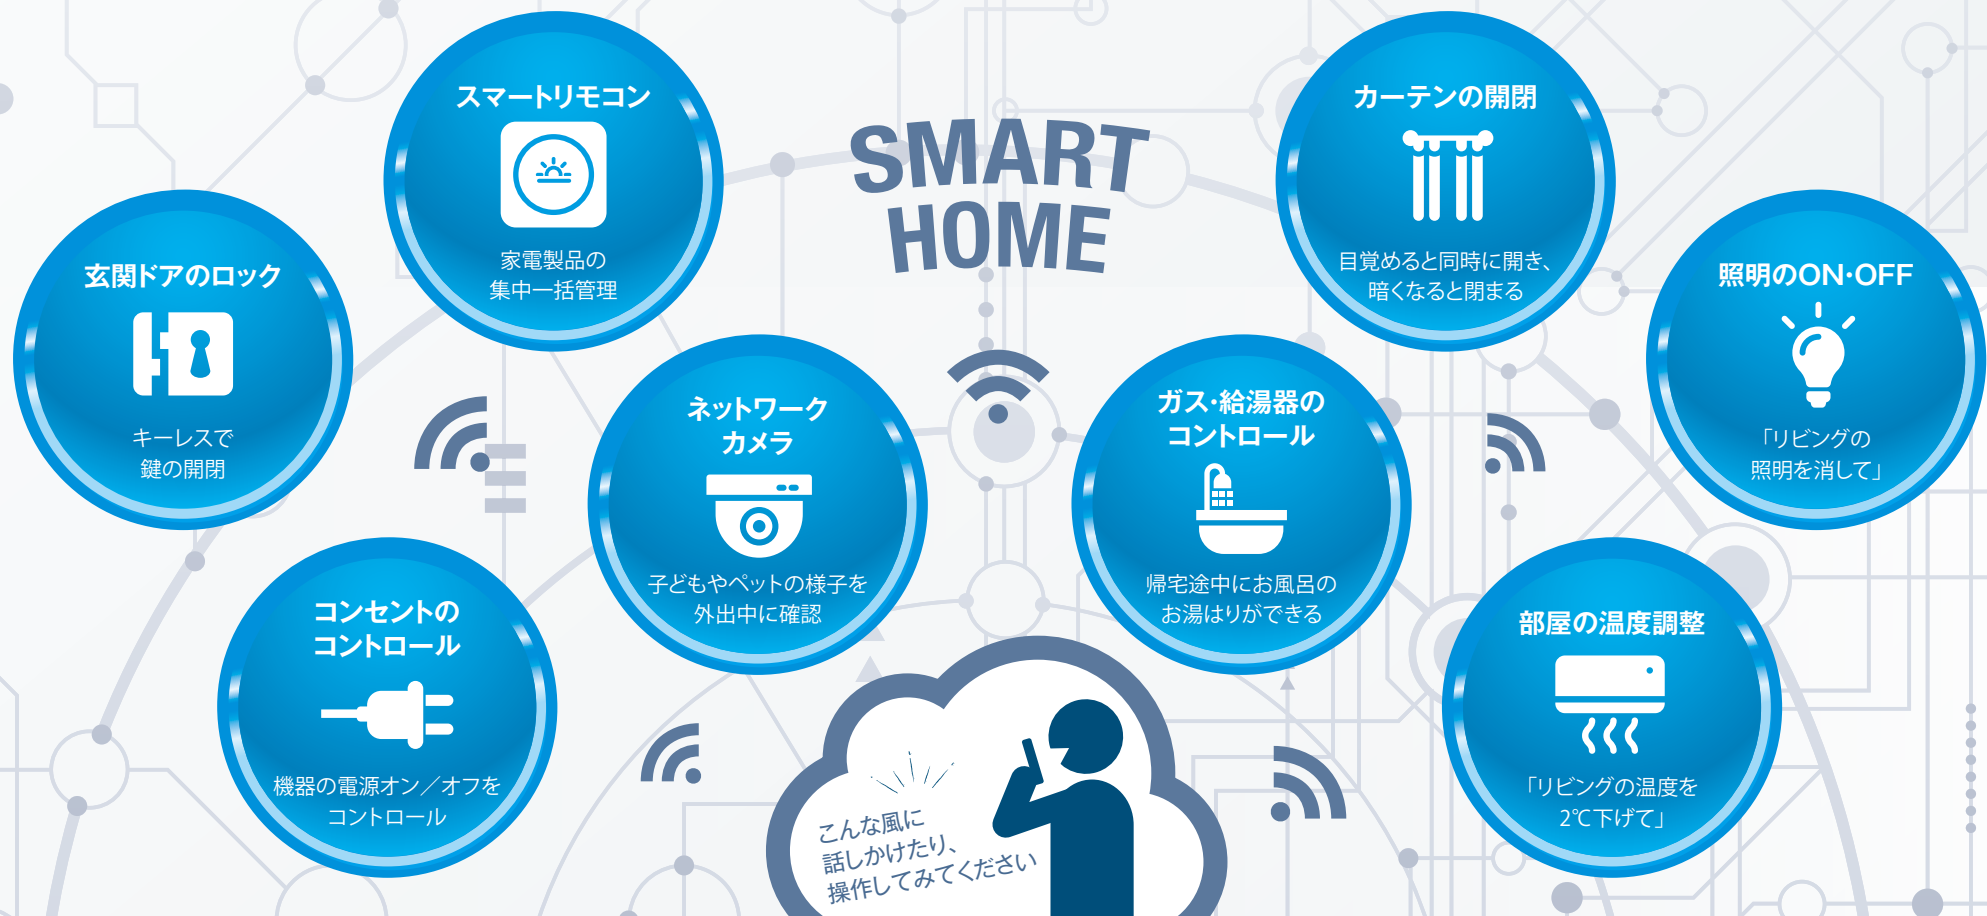 SMART
HOME
玄関ドアのロック
キーレスで
鍵の開閉
スマートリモコン
家電製品の
集中一括管理
コンセントの
コントロール
機器の電源オン／オフを
コントロール
ネットワーク
カメラ
子どもやペットの様子を
外出中に確認
ガス・給湯器の
コントロール
帰宅途中にお風呂の
お湯はりができる
カーテンの開閉
目覚めると同時に開き、
暗くなると閉まる
照明のON・OFF
「リビングの
照明を消して」
部屋の温度調整
「リビングの温度を
2℃下げて」
こんな風に
話しかけたり、
操作してみてください